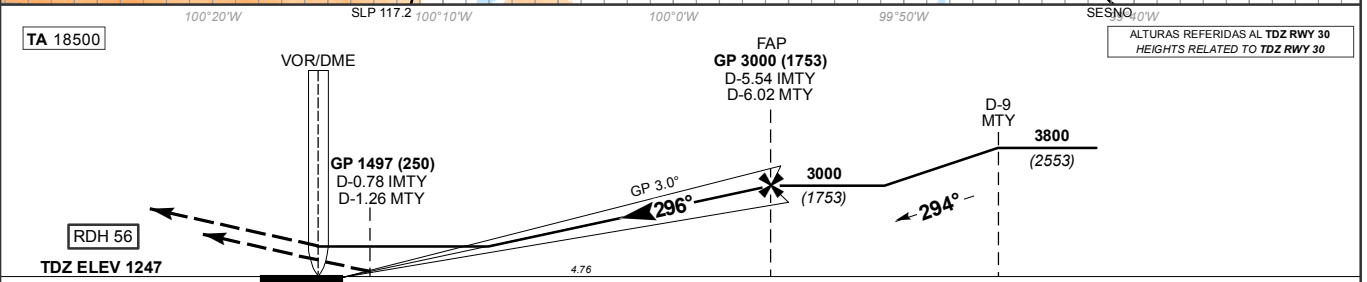 100°20'W
SLP 117.2
100°10'W
100°0'W
99°50'W
SESNO
99°40'W
TA 18500
ALTURAS REFERIDAS AL TDZ RWY 30
HEIGHTS RELATED TO TDZ RWY 30
VOR/DME
FAP
GP 3000 (1753)
D-5.54 IMTY
D-6.02 MTY
D-9
MTY
3800
(2553)
GP 1497 (250)
D-0.78 IMTY
D-1.26 MTY
GP 3.0°
296°
3000
(1753)
294°
RDH 56
TDZ ELEV 1247
4.76